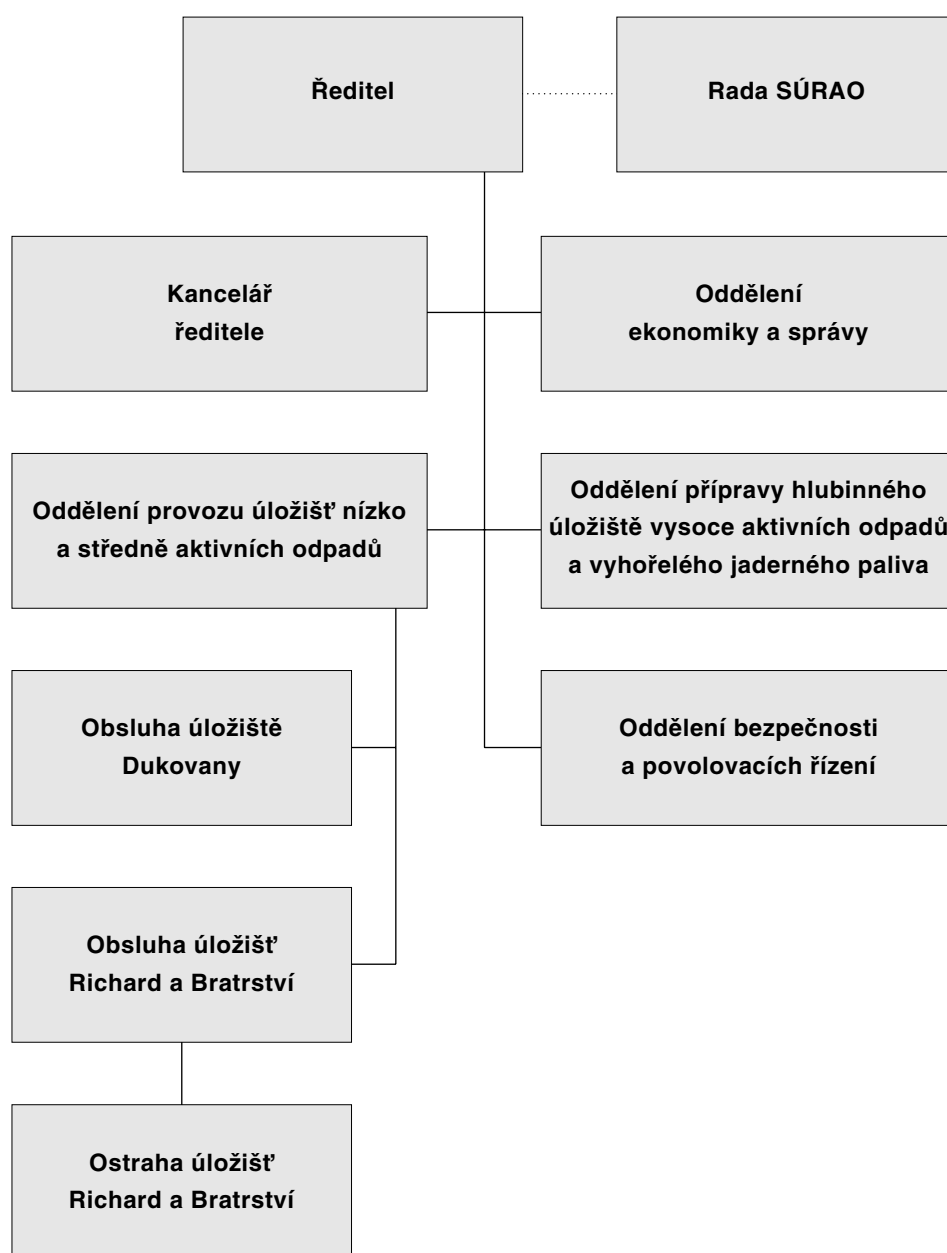 Ředitel
Rada SÚRAO
Kancelář
ředitele
Oddělení
ekonomiky a správy
Oddělení provozu úložišť nízko
a středně aktivních odpadů
Oddělení přípravy hlubinného
úložiště vysoce aktivních odpadů
a vyhořelého jaderného paliva
Obsluha úložiště
Dukovany
Oddělení bezpečnosti
a povolovacích řízení
Obsluha úložišť
Richard a Bratrství
Ostraha úložišť
Richard a Bratrství